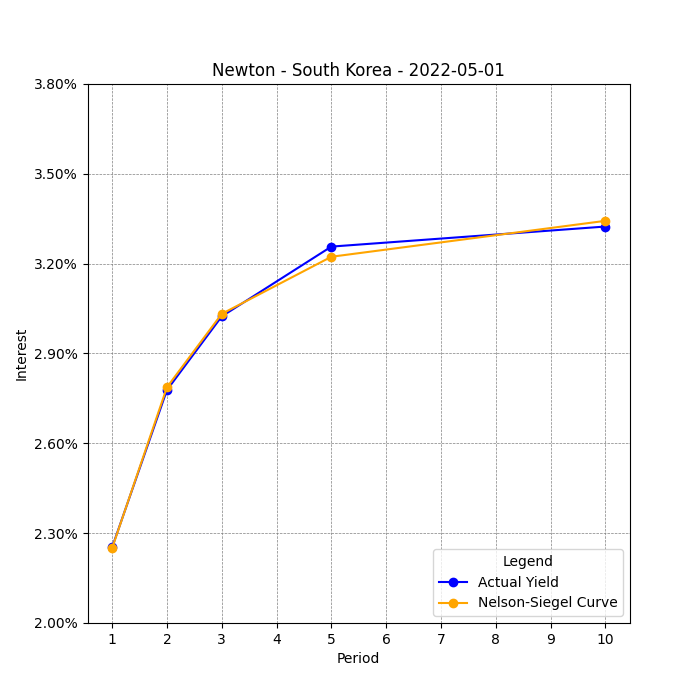 Newton - South Korea - 2022-05-01
3.80%
3.50%
3.20%
2.90%
2.60%
2.30%
2.00%
Interest
1 2 3 4 5 6 7 8 9 10
Period
Legend
Actual Yield
Nelson-Siegel Curve